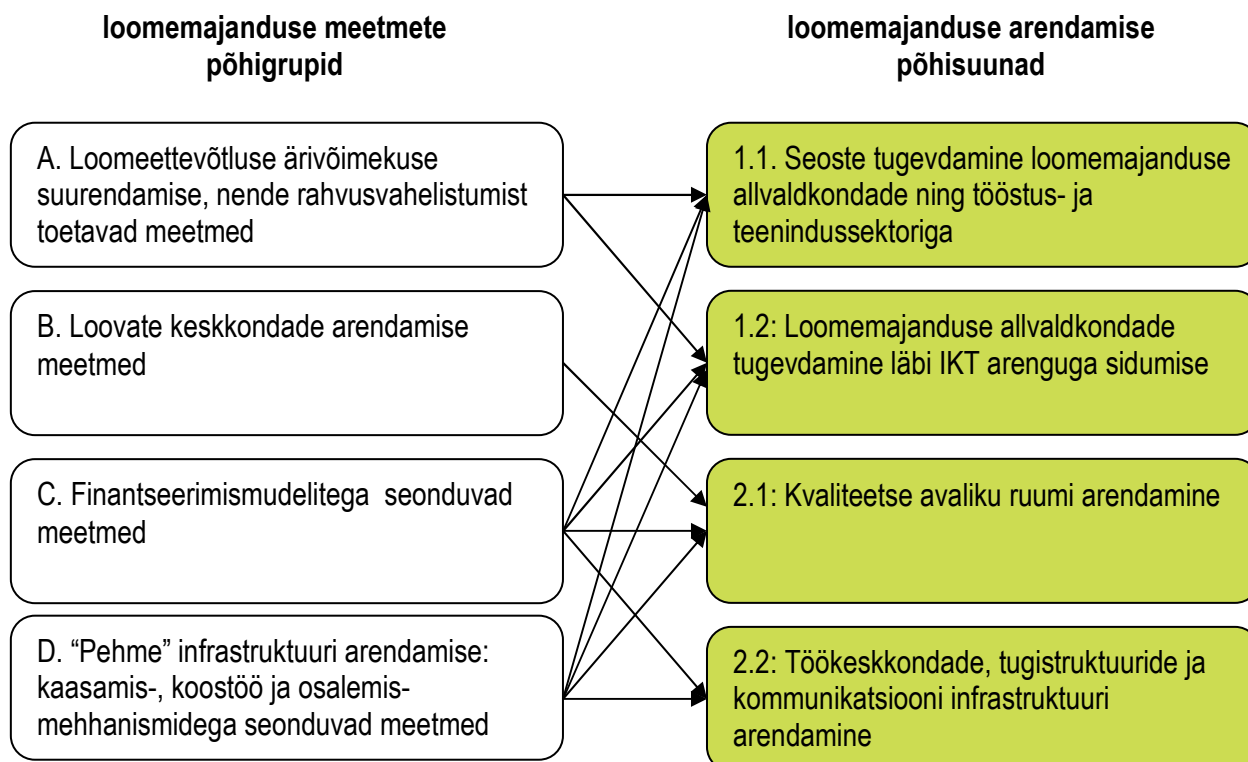 loomemajanduse meetmete
põhigrupid
loomemajanduse arendamise
põhisuunad
A. Loomeettevõtluse ärivõimekuse
suurendamise, nende rahvusvahelistumist
toetavad meetmed
B. Loovate keskkondade arendamise
meetmed
C. Finantseerimismudelitega seonduvad
meetmed
D. “Pehme” infrastruktuuri arendamise:
kaasamis-, koostöö ja osalemis-
mehhanismidega seonduvad meetmed
1.1. Seoste tugevdamine loomemajanduse
allvaldkondade ning tööstus- ja
teenindussektoriga
1.2: Loomemajanduse allvaldkondade
tugevdamine läbi IKT arenguga sidumise
2.1: Kvaliteetse avaliku ruumi arendamine
2.2: Töökeskkondade, tugistruktuuride ja
kommunikatsiooni infrastruktuuri
arendamine